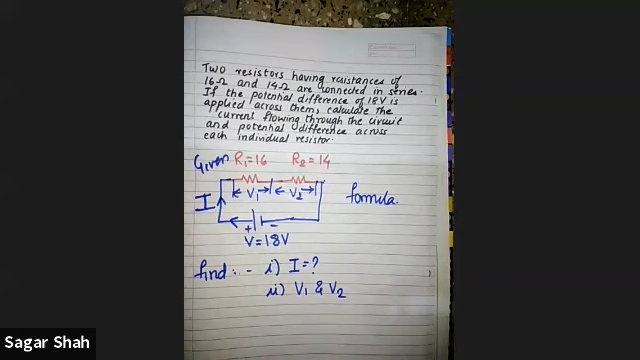 Two resistors having resistances of
16Ω and 14Ω are connected in series.
If the potential difference of 18V is
applied across them, calculate the
current flowing through the circuit
and potential difference across
each individual resistor.
Given R1=16 R2=14
V1 V2
I
formula.
+ -
V=18V
find :- i) I=?
ii) V1 & V2
Sagar Shah